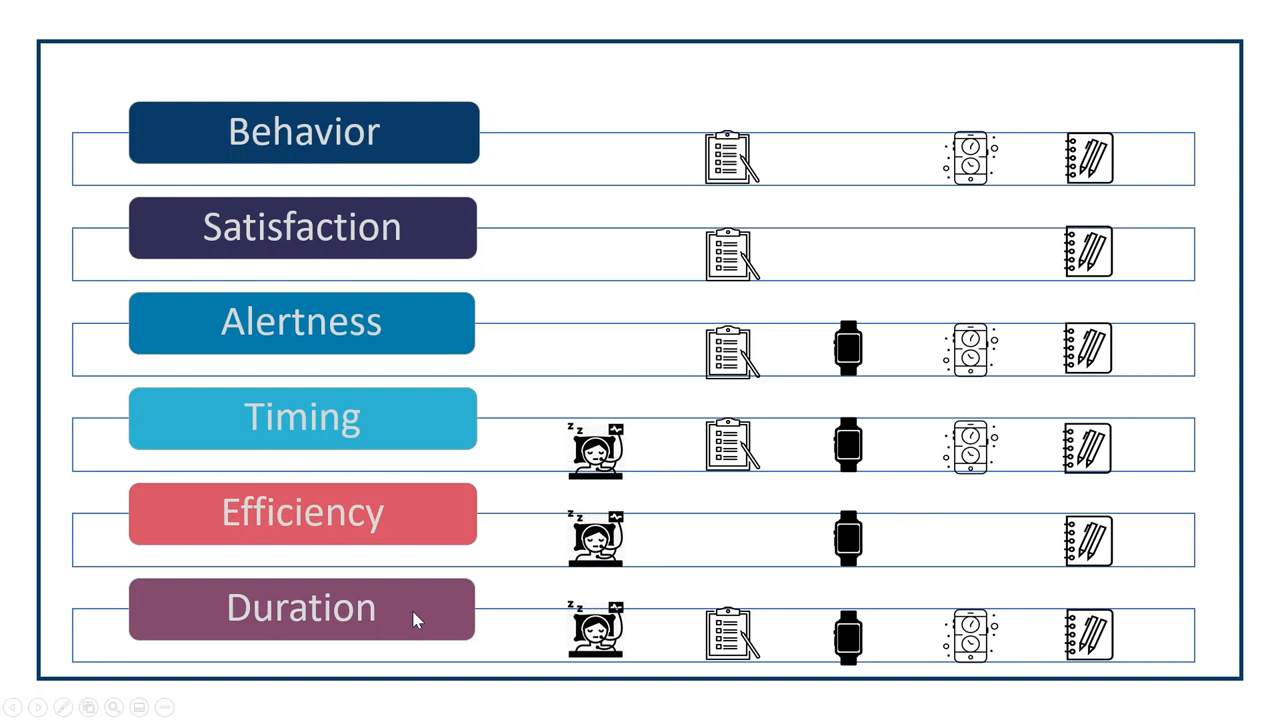 Behavior
Satisfaction
Alertness
Timing
z z
Efficiency
z z
Duration
z z